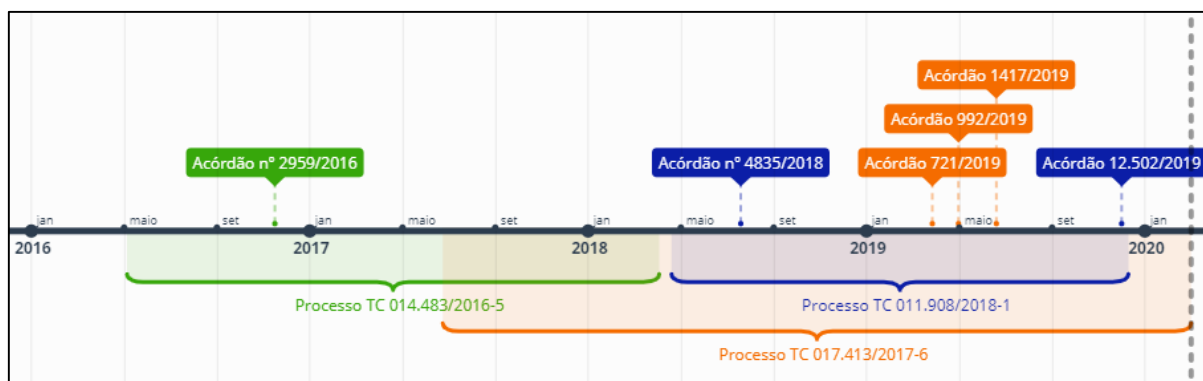 Acórdão 1417/2019
Acórdão 992/2019
Acórdão nº 2959/2016
Acórdão nº 4835/2018
Acórdão 721/2019
Acórdão 12.502/2019
jan
maio
set
jan
maio
set
jan
maio
set
jan
maio
set
jan
2016
2017
2018
2019
2020
Processo TC 014.483/2016-5
Processo TC 011.908/2018-1
Processo TC 017.413/2017-6